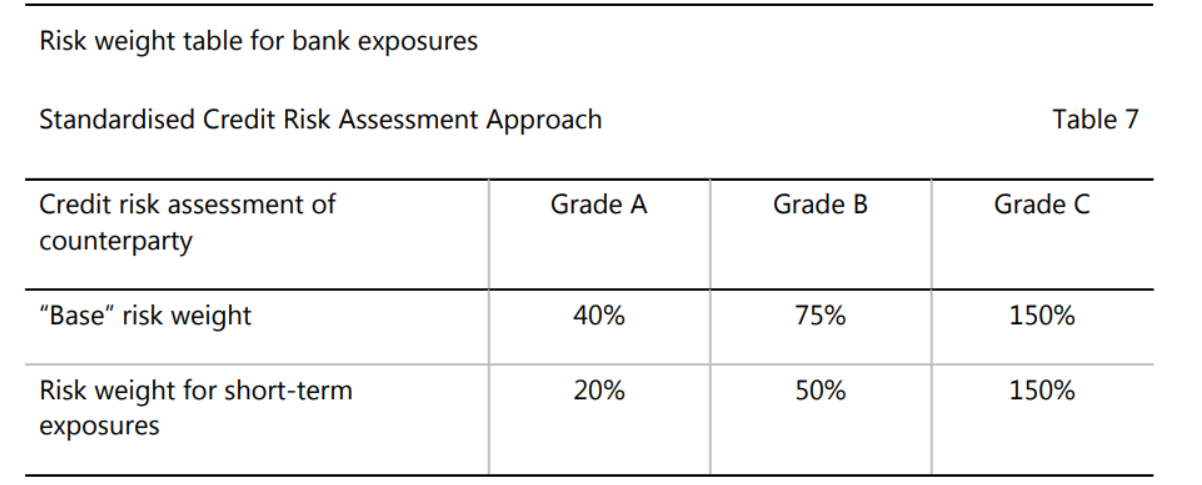 Risk weight table for bank exposures
Standardised Credit Risk Assessment Approach Table 7
Credit risk assessment of Grade A Grade B Grade C
counterparty
“Base” risk weight 40% 75% 150%
Risk weight for short-term 20% 50% 150%
exposures